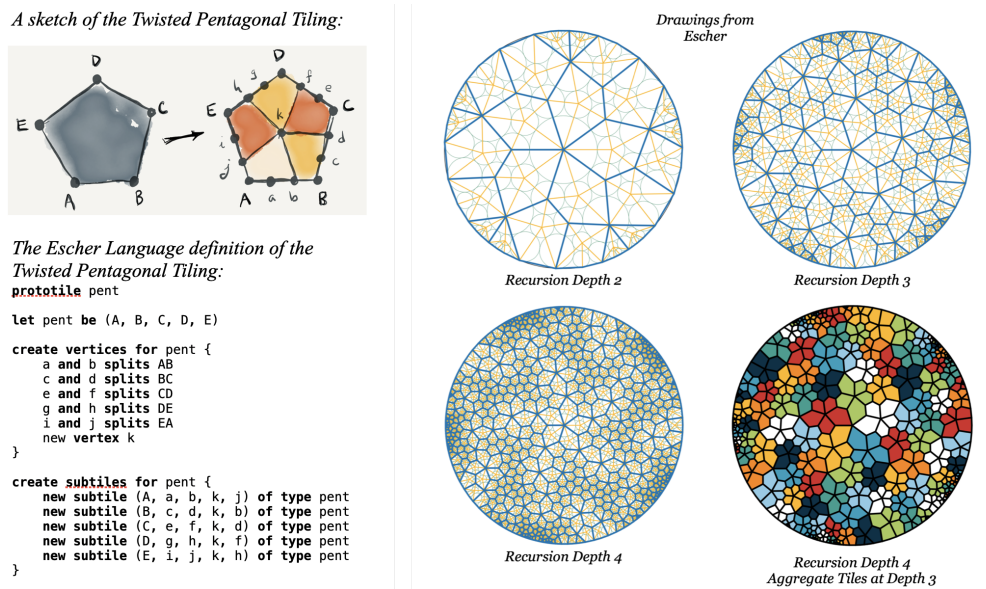 A sketch of the Twisted Pentagonal Tiling:
D
E
C
A
B
D
g
f
h
e
E
C
k
i
d
j
c
A
a
b
B
The Escher Language definition of the
Twisted Pentagonal Tiling:
prototile pent
let pent be (A, B, C, D, E)
create vertices for pent {
a and b splits AB
c and d splits BC
e and f splits CD
g and h splits DE
i and j splits EA
new vertex k
}
create subtiles for pent {
new subtile (A, a, b, k, j) of type pent
new subtile (B, c, d, k, b) of type pent
new subtile (C, e, f, k, d) of type pent
new subtile (D, g, h, k, f) of type pent
new subtile (E, i, j, k, h) of type pent
}
Drawings from
Escher
Recursion Depth 2
Recursion Depth 3
Recursion Depth 4
Recursion Depth 4
Aggregate Tiles at Depth 3